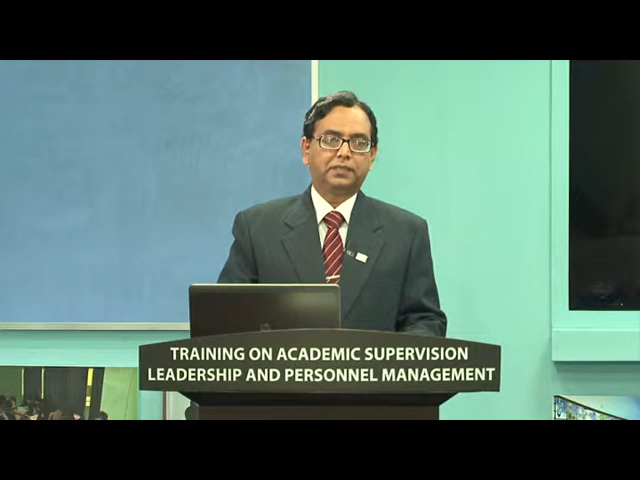 TRAINING ON ACADEMIC SUPERVISION
LEADERSHIP AND PERSONNEL MANAGEMENT